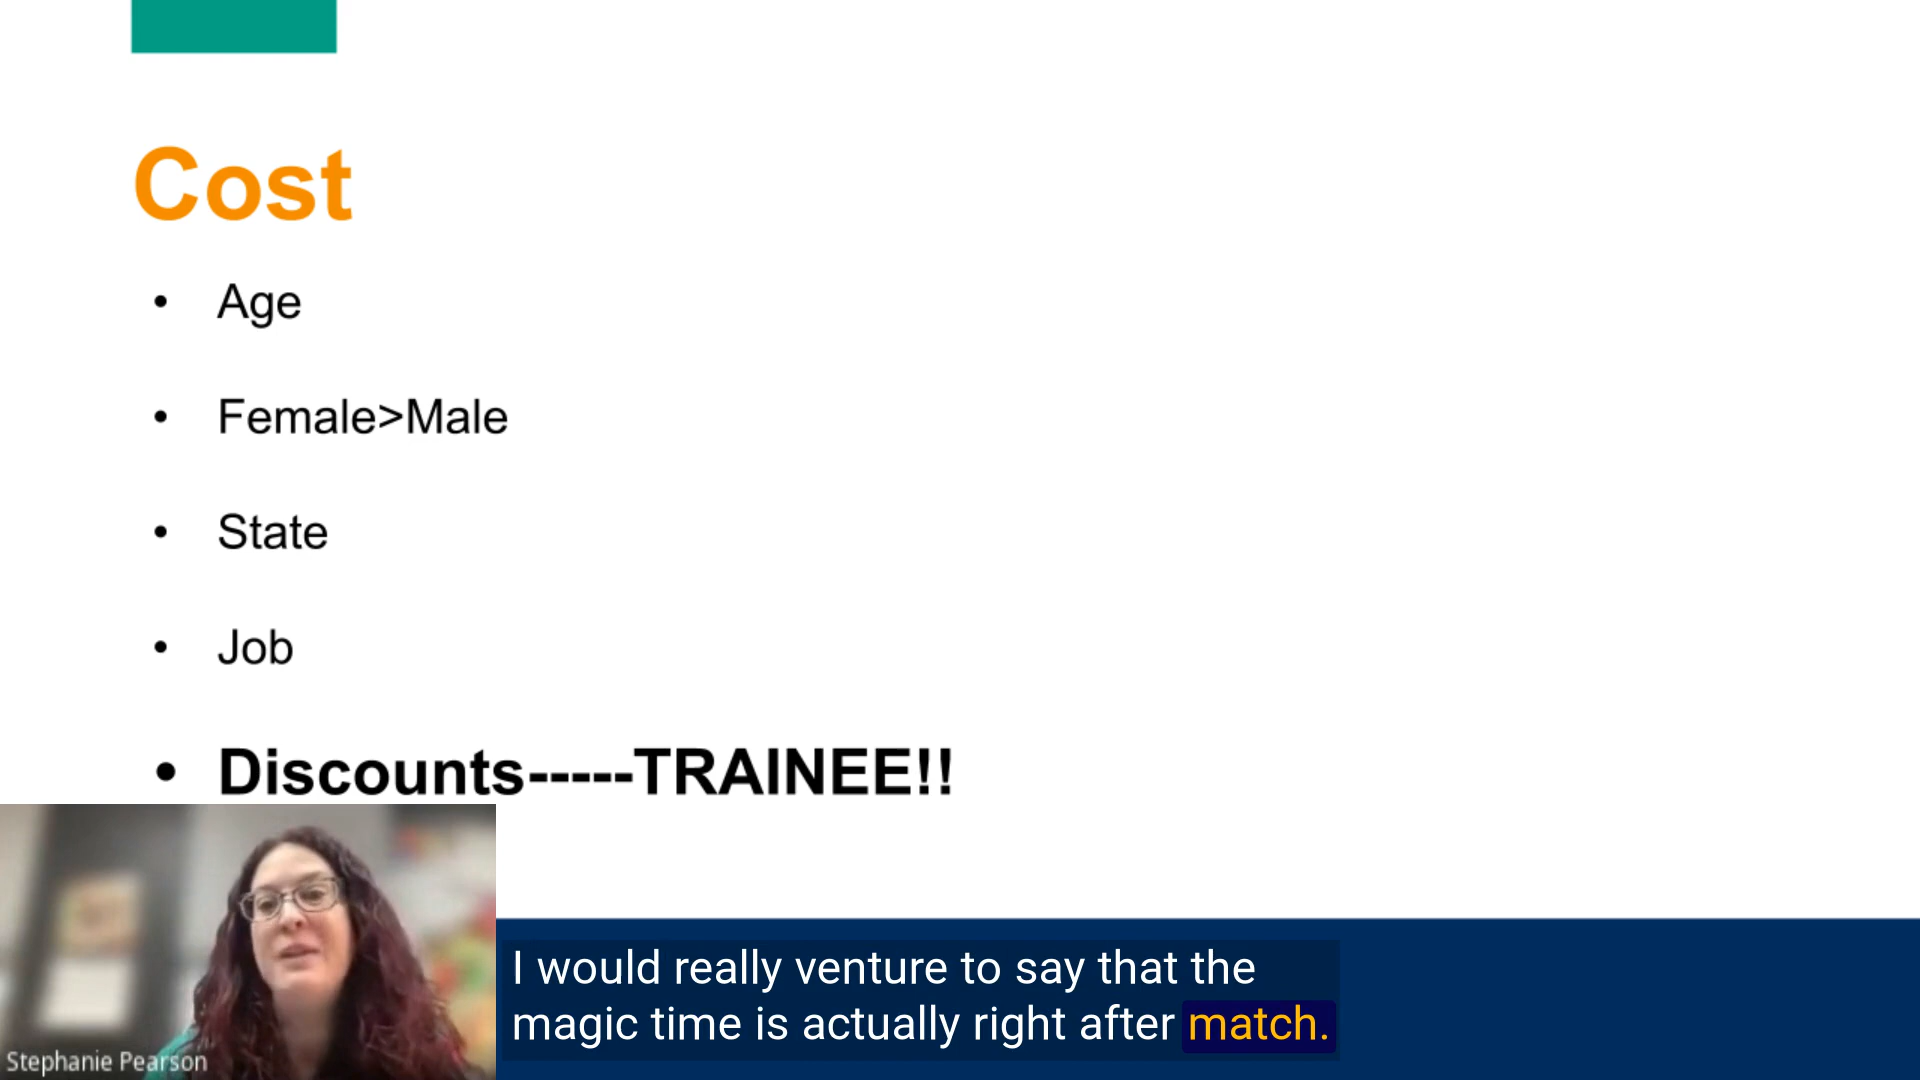 Cost
• Age
• Female>Male
• State
• Job
• Discounts-----TRAINEE!!
Stephanie Pearson
I would really venture to say that the
magic time is actually right after match.